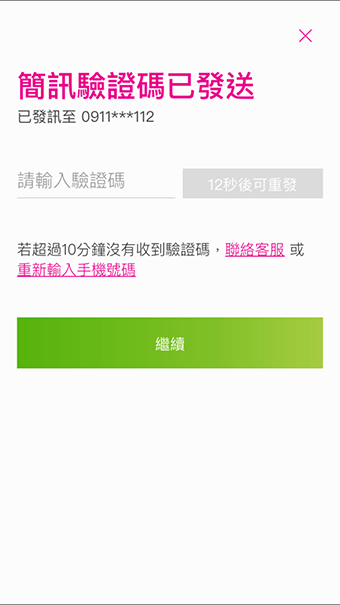 簡訊驗證碼已發送
已發訊至 0911***112
請輸入驗證碼
12秒後可重發
若超過10分鐘沒有收到驗證碼，聯絡客服 或
重新輸入手機號碼
繼續